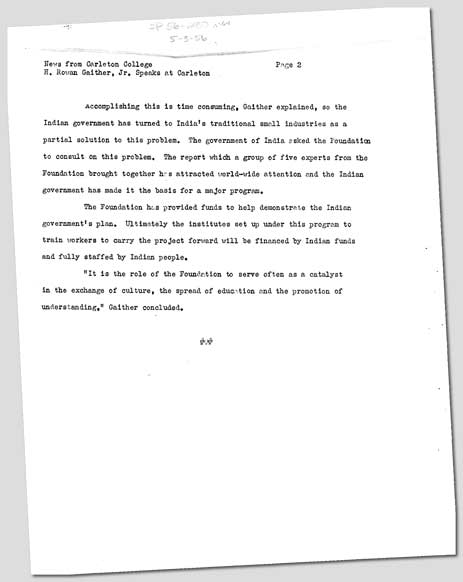 5-3-56
News from Carleton College Page 2
H. Rowan Gaither, Jr. Speaks at Carleton
Accomplishing this is time consuming, Gaither explained, so the
Indian government has turned to India's traditional small industries as a
partial solution to this problem. The government of India asked the Foundation
to consult on this problem. The report which a group of five experts from the
Foundation brought together has attracted world-wide attention and the Indian
government has made it the basis for a major program.
The Foundation has provided funds to help demonstrate the Indian
government's plan. Ultimately the institutes set up under this program to
train workers to carry the project forward will be financed by Indian funds
and fully staffed by Indian people.
"It is the role of the Foundation to serve often as a catalyst
in the exchange of culture, the spread of education and the promotion of
understanding," Gaither concluded.